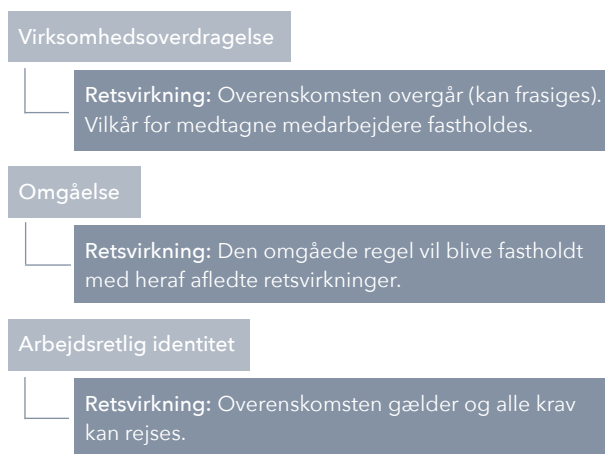 Virksomhedsoverdragelse
Retsvirkning: Overenskomsten overgår (kan frasiges).
Vilkår for medtagne medarbejdere fastholdes.
Omgåelse
Retsvirkning: Den omgåede regel vil blive fastholdt
med heraf afledte retsvirkninger.
Arbejdsretlig identitet
Retsvirkning: Overenskomsten gælder og alle krav
kan rejses.